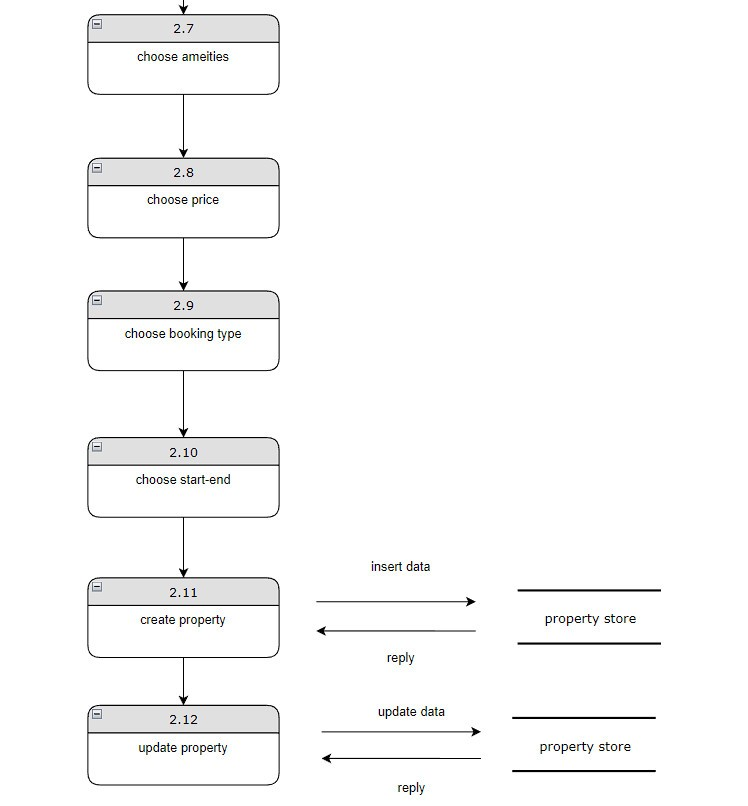 2.7
choose ameities
2.8
choose price
2.9
choose booking type
2.10
choose start-end
insert data
2.11
create property
property store
reply
update data
2.12
update property
property store
reply